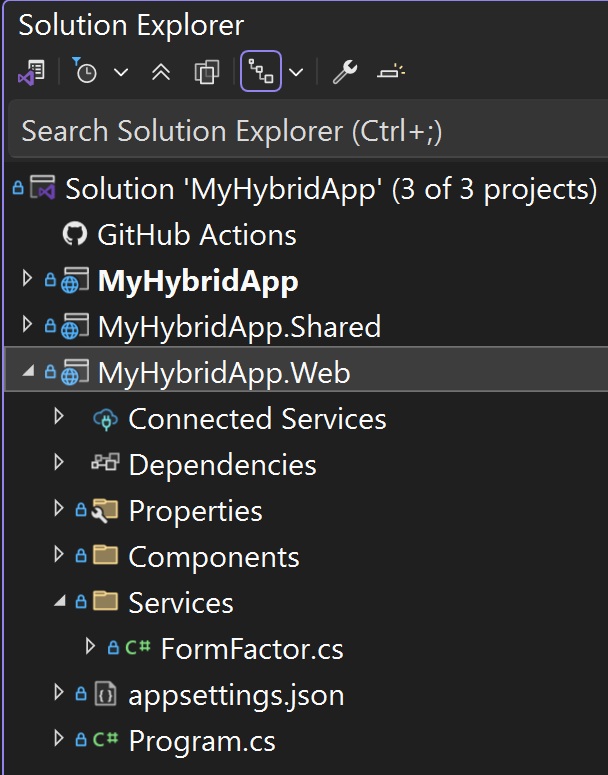 Solution Explorer
Search Solution Explorer (Ctrl+;)
Solution 'MyHybridApp' (3 of 3 projects)
GitHub Actions
MyHybridApp
MyHybridApp.Shared
MyHybridApp.Web
Connected Services
Dependencies
Properties
Components
Services
C# FormFactor.cs
appsettings.json
C# Program.cs